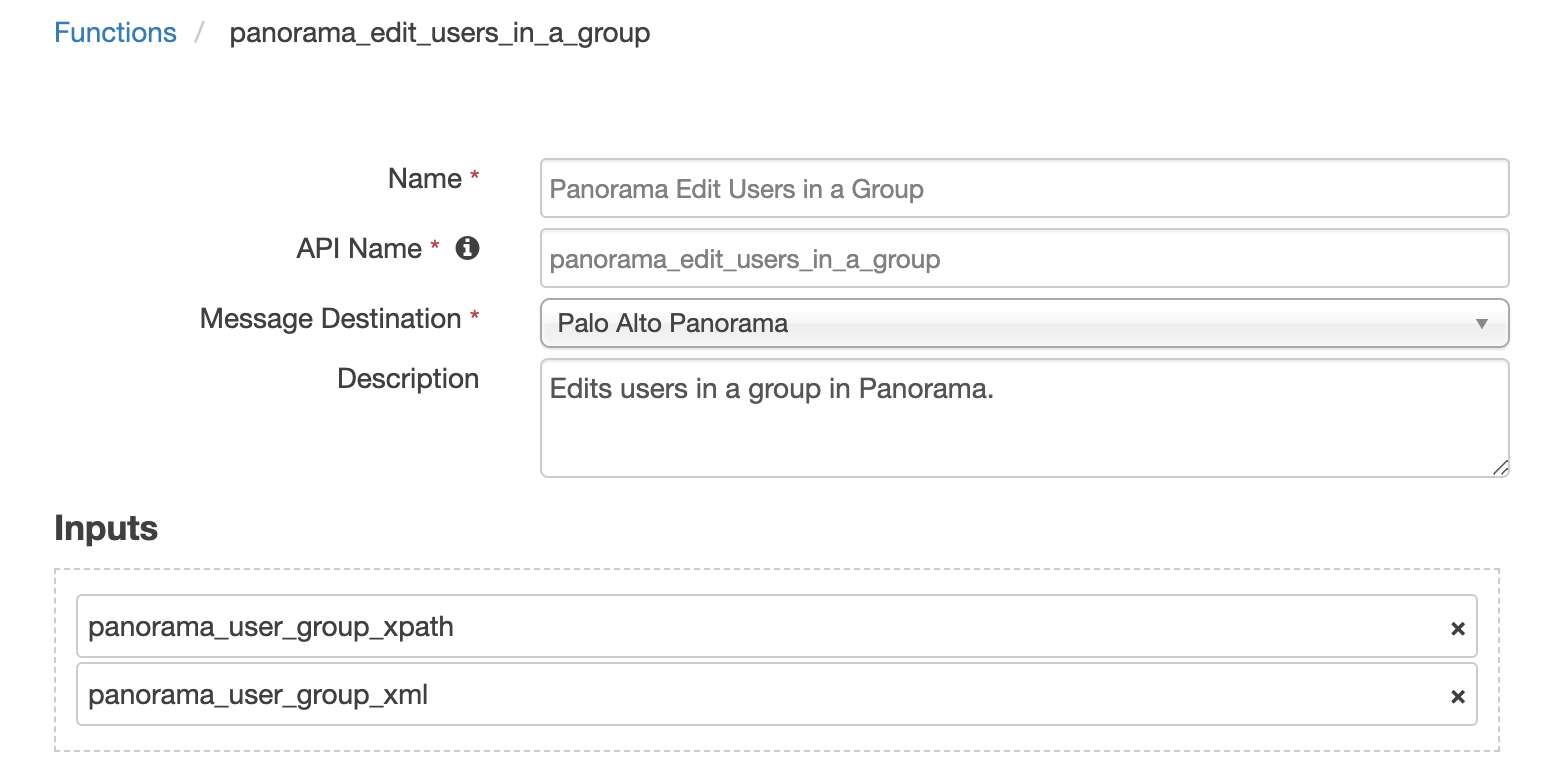 Functions / panorama_edit_users_in_a_group
Name * Panorama Edit Users in a Group
API Name * panorama_edit_users_in_a_group
Message Destination * Palo Alto Panorama
Description Edits users in a group in Panorama.
Inputs
panorama_user_group_xpath ×
panorama_user_group_xml ×